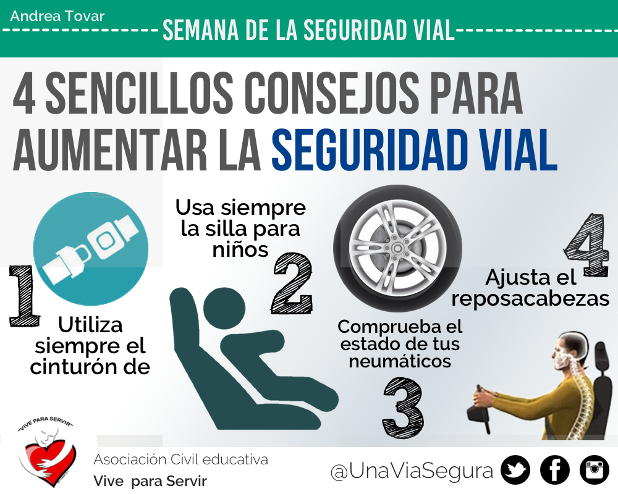 Andrea Tovar
SEMANA DE LA SEGURIDAD VIAL
4 SENCILLOS CONSEJOS PARA
AUMENTAR LA SEGURIDAD VIAL
1
Utiliza
siempre el
cinturón de
Usa siempre
la silla para
niños
2
Comprueba el
estado de tus
neumáticos
3
4
Ajusta el
reposacabezas
"VIVE PARA SERVIR"
Asociación Civil educativa
Vive para Servir
@UnaViaSegura